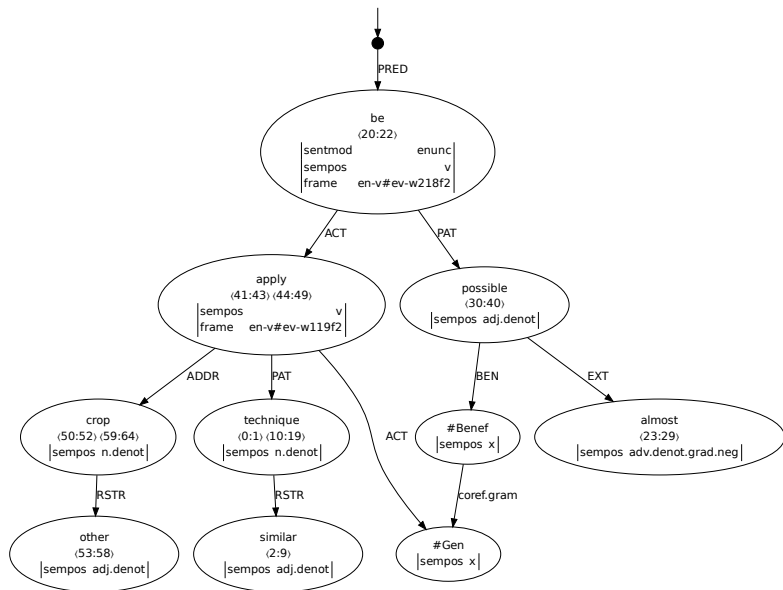 PRED
be
⟨20:22⟩
sentmod enunc
sempos v
frame en-v#ev-w218f2
ACT
PAT
apply
⟨41:43⟩ ⟨44:49⟩
sempos v
frame en-v#ev-w119f2
possible
⟨30:40⟩
sempos adj.denot
ADDR
PAT
ACT
BEN
EXT
crop
⟨50:52⟩ ⟨59:64⟩
sempos n.denot
technique
⟨0:1⟩ ⟨10:19⟩
sempos n.denot
#Benef
sempos x
almost
⟨23:29⟩
sempos adv.denot.grad.neg
RSTR
RSTR
coref.gram
other
⟨53:58⟩
sempos adj.denot
similar
⟨2:9⟩
sempos adj.denot
#Gen
sempos x